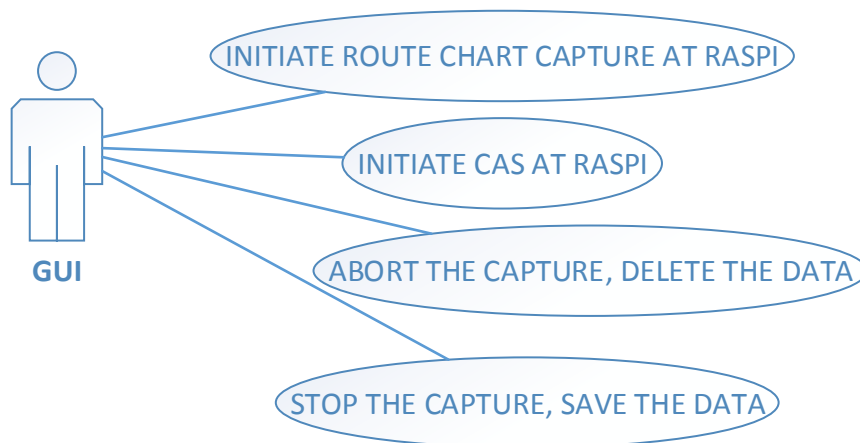 INITIATE ROUTE CHART CAPTURE AT RASPI
INITIATE CAS AT RASPI
ABORT THE CAPTURE, DELETE THE DATA
GUI
STOP THE CAPTURE, SAVE THE DATA